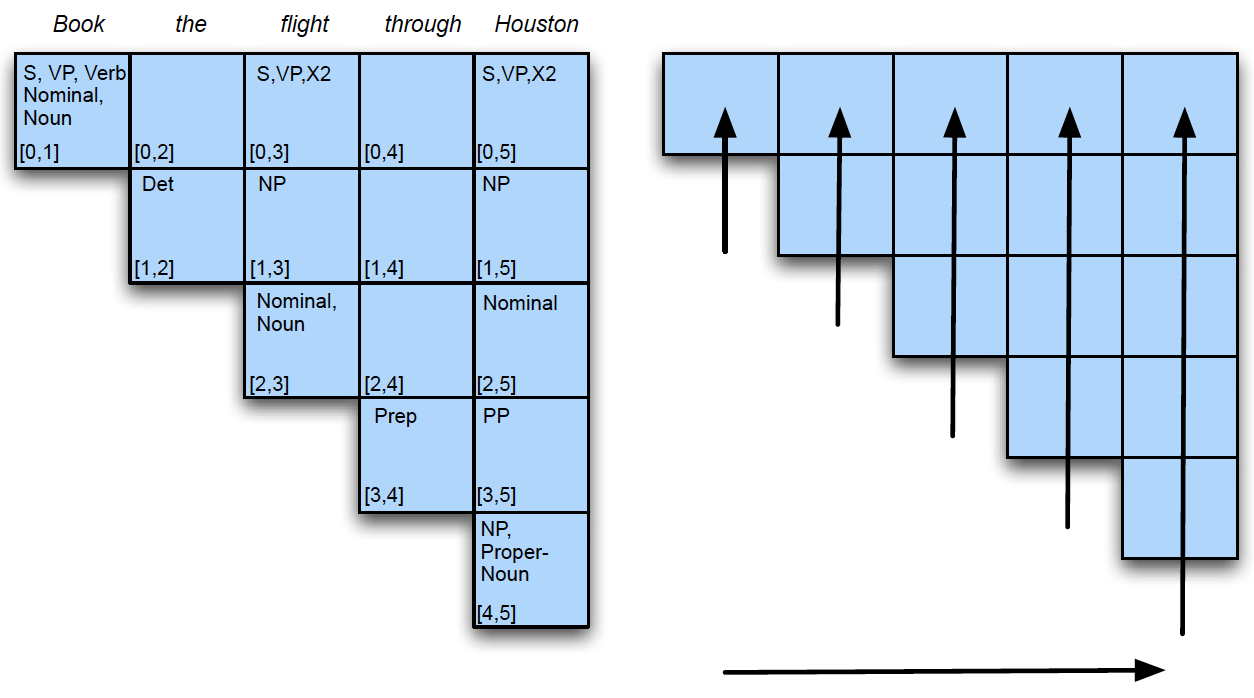 Book the flight through Houston
S, VP, Verb
Nominal,
Noun
[0,1]
[0,2]
S,VP,X2
[0,3]
[0,4]
S,VP,X2
[0,5]
Det
[1,2]
NP
[1,3]
[1,4]
NP
[1,5]
Nominal,
Noun
[2,3]
[2,4]
Nominal
[2,5]
Prep
[3,4]
PP
[3,5]
NP,
Proper-
Noun
[4,5]